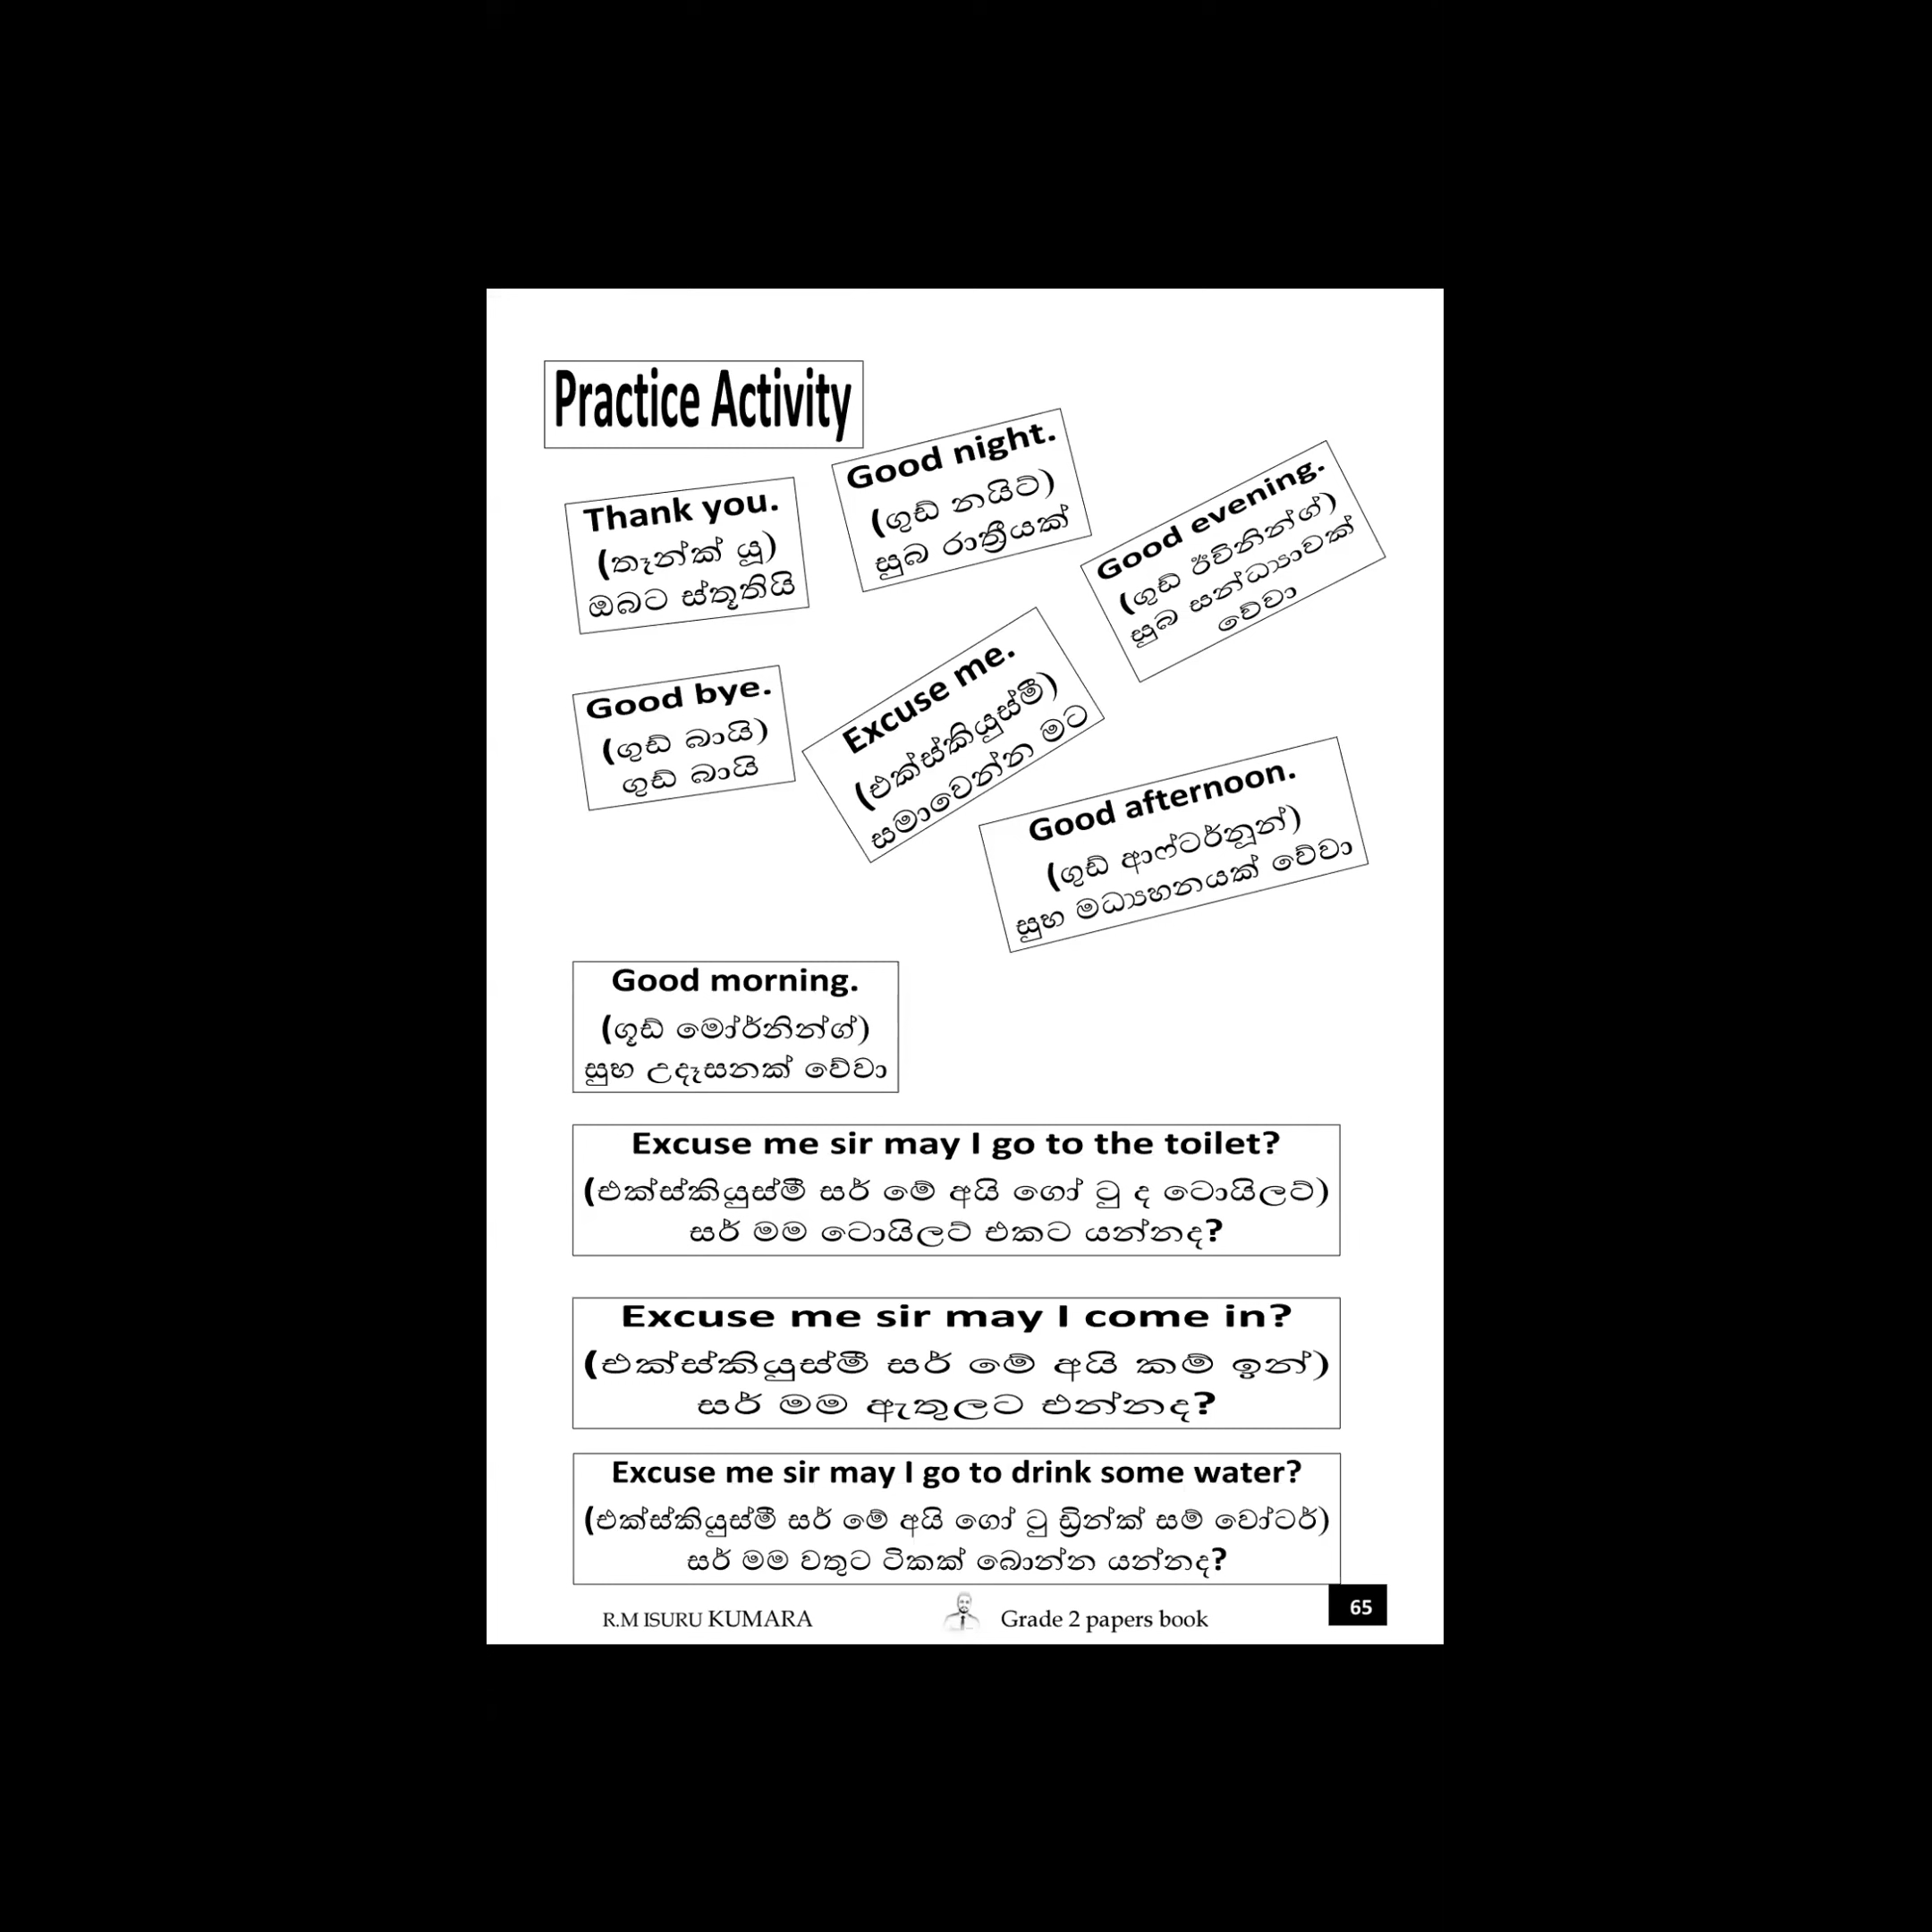 Practice Activity
Good night.
(ගුඩ් නයිට්)
සුබ රාත්‍රීයක්
Good evening.
(ගුඩ් ඊවිනින්ග්)
සුබ සන්ධ්‍යාවක්
වේවා
Thank you.
(තෑන්ක් යූ)
ඔබට ස්තූතියි
Excuse me.
(එක්ස්කියුස්මී)
සමාවෙන්න මට
Good bye.
(ගුඩ් බායි)
ගුඩ් බායි
Good afternoon.
(ගුඩ් ආෆ්ටර්නූන්)
සුභ මධ්‍යහනයක් වේවා
Good morning.
(ගූඩ් මෝර්නින්ග්)
සුභ උදෑසනක් වේවා
Excuse me sir may I go to the toilet?
(එක්ස්කියුස්මී සර් මේ අයි ගෝ ටු ද ටොයිලට්)
සර් මම ටොයිලට් එකට යන්නද?
Excuse me sir may I come in?
(එක්ස්කියුස්මී සර් මේ අයි කම් ඉන්)
සර් මම ඇතුලට එන්නද?
Excuse me sir may I go to drink some water?
(එක්ස්කියුස්මී සර් මේ අයි ගෝ ටු ඩ්‍රින්ක් සම් වෝටර්)
සර් මම වතුට ටිකක් බොන්න යන්නද?
R.M ISURU KUMARA Grade 2 papers book 65